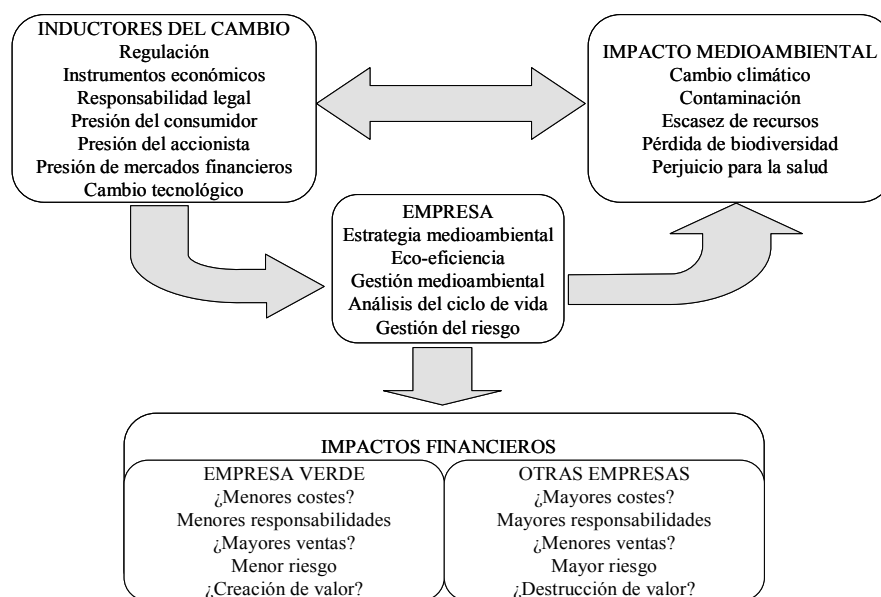 INDUCTORES DEL CAMBIO
Regulación
Instrumentos económicos
Responsabilidad legal
Presión del consumidor
Presión del accionista
Presión de mercados financieros
Cambio tecnológico
IMPACTO MEDIOAMBIENTAL
Cambio climático
Contaminación
Escasez de recursos
Pérdida de biodiversidad
Perjuicio para la salud
EMPRESA
Estrategia medioambiental
Eco-eficiencia
Gestión medioambiental
Análisis del ciclo de vida
Gestión del riesgo
IMPACTOS FINANCIEROS
EMPRESA VERDE
¿Menores costes?
Menores responsabilidades
¿Mayores ventas?
Menor riesgo
¿Creación de valor?
OTRAS EMPRESAS
¿Mayores costes?
Mayores responsabilidades
¿Menores ventas?
Mayor riesgo
¿Destrucción de valor?